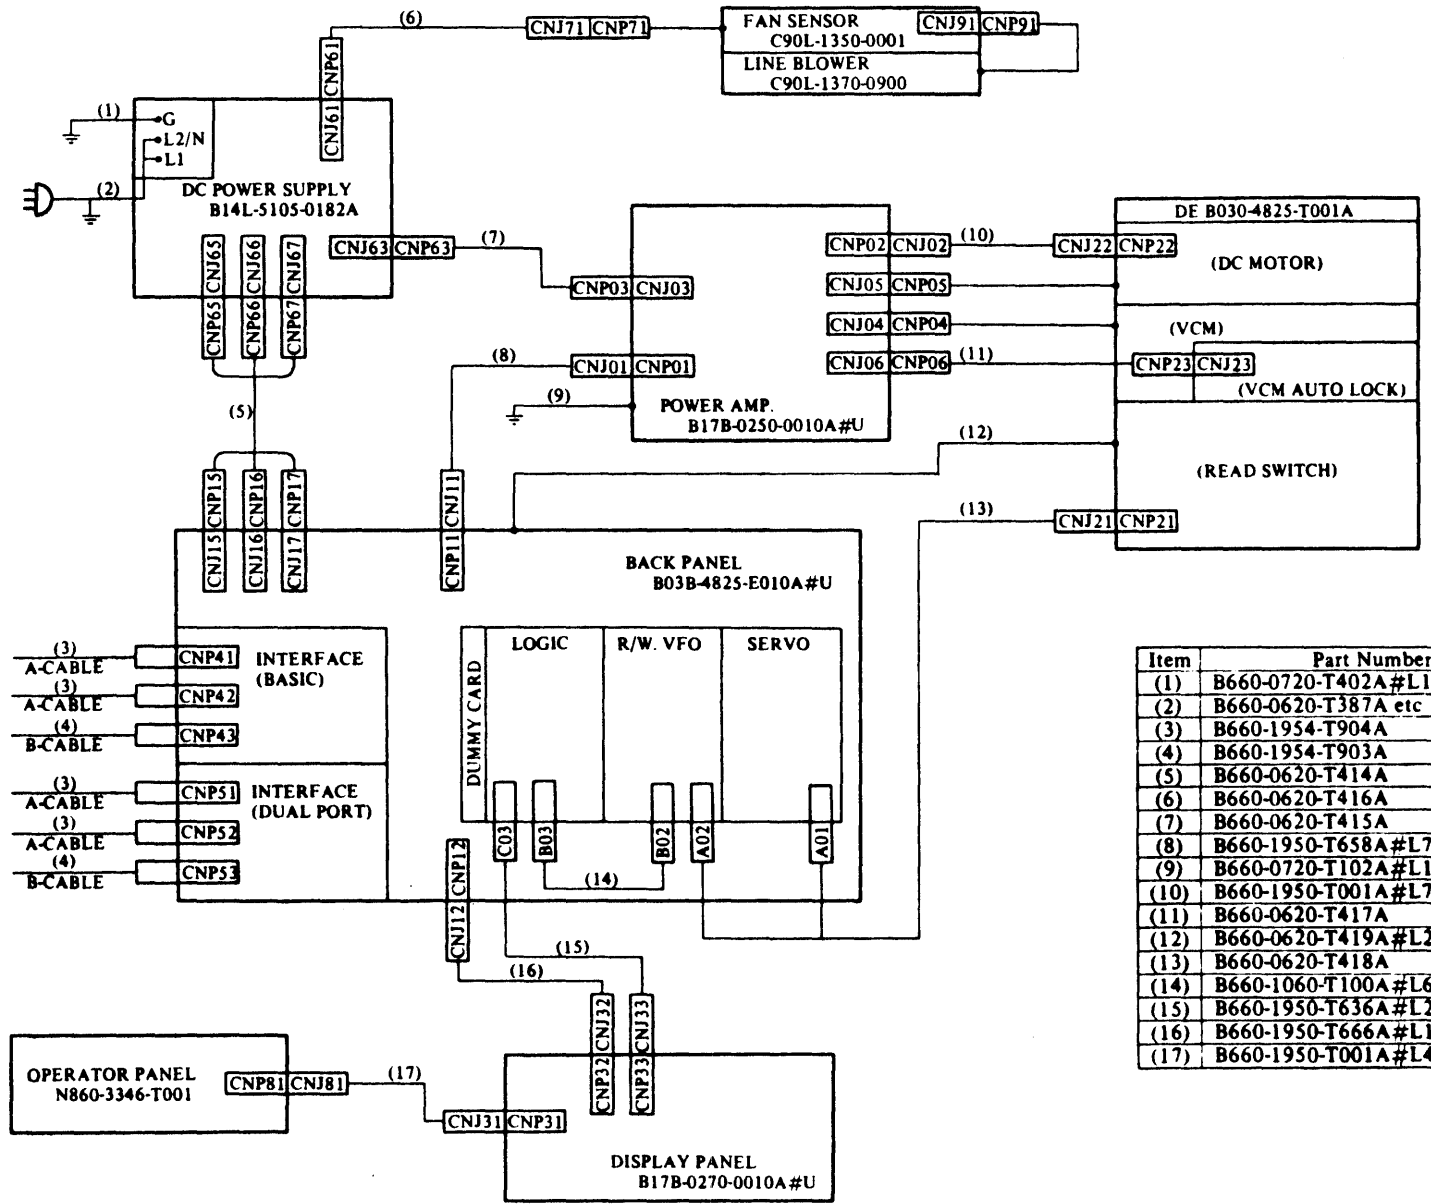 (6)
CNJ71 CNP71
FAN SENSOR
C90L-1350-0001
CNJ91 CNP91
LINE BLOWER
C90L-1370-0900
CNP61
CNJ61
(1)
G
L2/N
L1
(2)
DC POWER SUPPLY
B14L-5105-0182A
CNJ63 CNP63
(7)
CNJ65
CNJ66
CNJ67
CNP65
CNP66
CNP67
(5)
CNP03 CNJ03
(8)
CNJ01 CNP01
(9)
POWER AMP.
B17B-0250-0010A#U
CNP02 CNJ02
(10)
CNJ05 CNP05
CNJ04 CNP04
CNJ06 CNP06
(11)
DE B030-4825-T001A
CNJ22 CNP22
(DC MOTOR)
(VCM)
CNP23 CNJ23
(VCM AUTO LOCK)
(12)
(READ SWITCH)
(13)
CNJ21 CNP21
CNP15
CNP16
CNP17
CNJ15
CNJ16
CNJ17
CNJ11
CNP11
BACK PANEL
B03B-4825-E010A#U
(3)
A-CABLE
CNP41
INTERFACE
(BASIC)
(3)
A-CABLE
CNP42
(4)
B-CABLE
CNP43
(3)
A-CABLE
CNP51
INTERFACE
(DUAL PORT)
(3)
A-CABLE
CNP52
(4)
B-CABLE
CNP53
DUMMY CARD
LOGIC
R/W. VFO
SERVO
C03
B03
B02
A02
A01
(14)
CNP12
CNJ12
(15)
(16)
CNJ32
CNJ33
CNP32
CNP33
OPERATOR PANEL
N860-3346-T001
CNP81 CNJ81
(17)
CNJ31 CNP31
DISPLAY PANEL
B17B-0270-0010A#U
Item Part Number
(1) B660-0720-T402A#L1
(2) B660-0620-T387A etc
(3) B660-1954-T904A
(4) B660-1954-T903A
(5) B660-0620-T414A
(6) B660-0620-T416A
(7) B660-0620-T415A
(8) B660-1950-T658A#L7
(9) B660-0720-T102A#L1
(10) B660-1950-T001A#L7
(11) B660-0620-T417A
(12) B660-0620-T419A#L2
(13) B660-0620-T418A
(14) B660-1060-T100A#L6
(15) B660-1950-T636A#L2
(16) B660-1950-T666A#L1
(17) B660-1950-T001A#L4